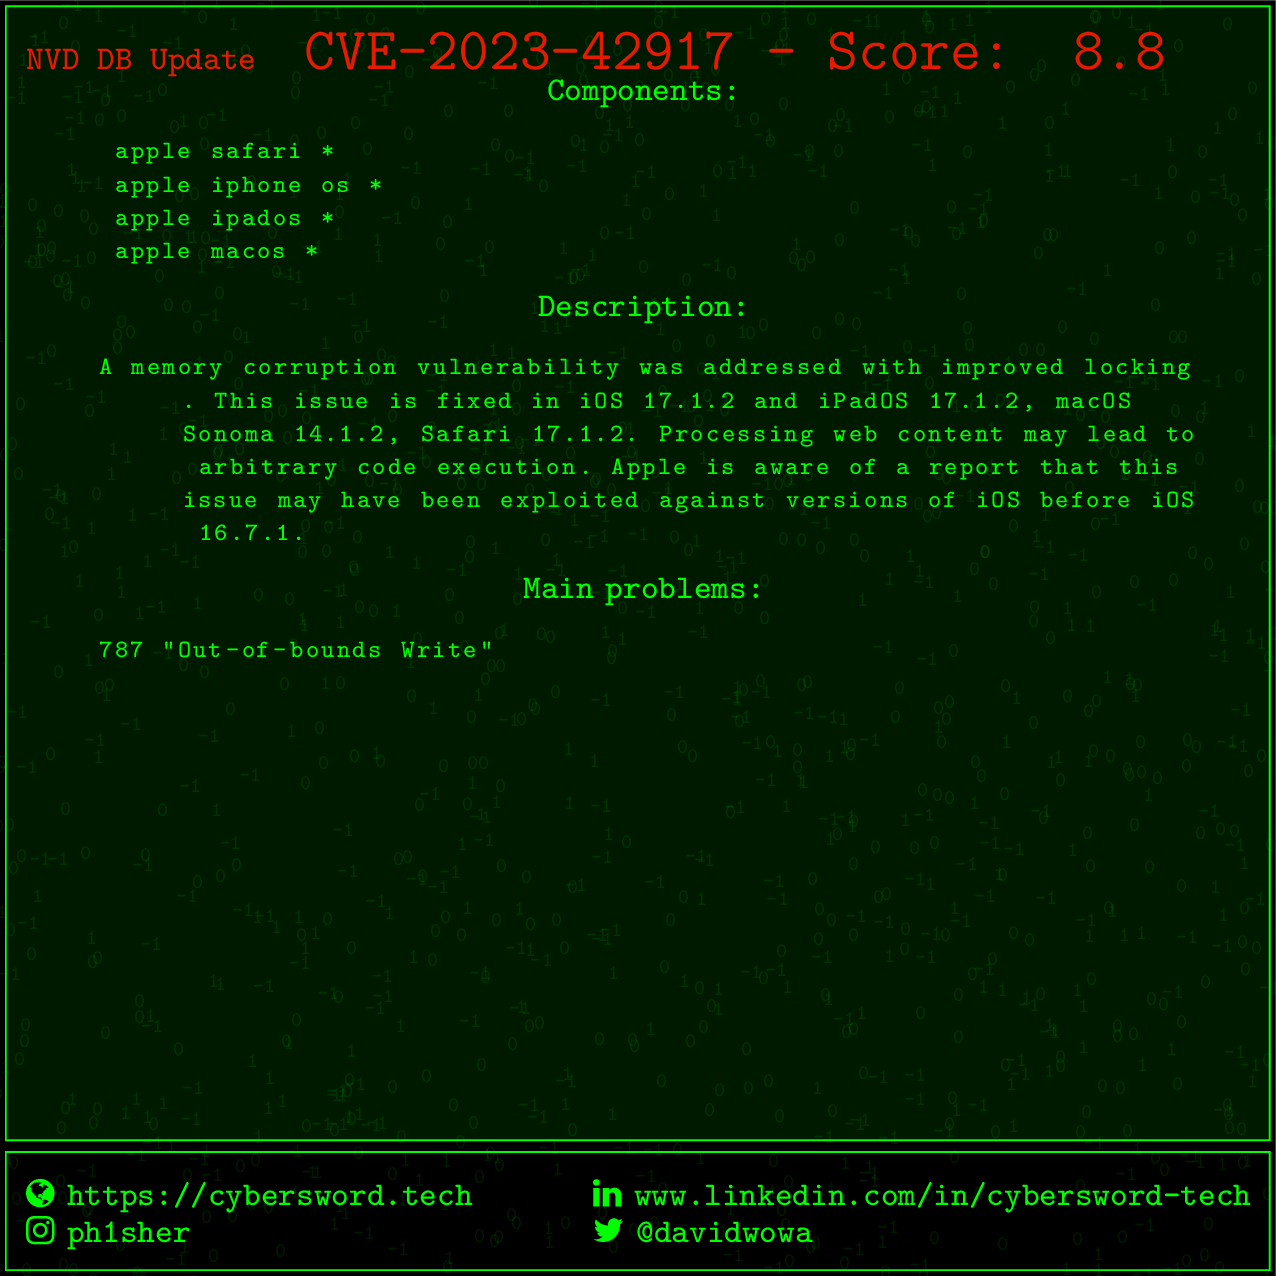 NVD DB Update CVE-2023-42917 - Score: 8.8
Components:
apple safari *
apple iphone os *
apple ipados *
apple macos *
Description:
A memory corruption vulnerability was addressed with improved locking
. This issue is fixed in iOS 17.1.2 and iPadOS 17.1.2, macOS
Sonoma 14.1.2, Safari 17.1.2. Processing web content may lead to
arbitrary code execution. Apple is aware of a report that this
issue may have been exploited against versions of iOS before iOS
16.7.1.
Main problems:
787 "Out-of-bounds Write"
https://cybersword.tech
www.linkedin.com/in/cybersword-tech
ph1sher
@davidwowa